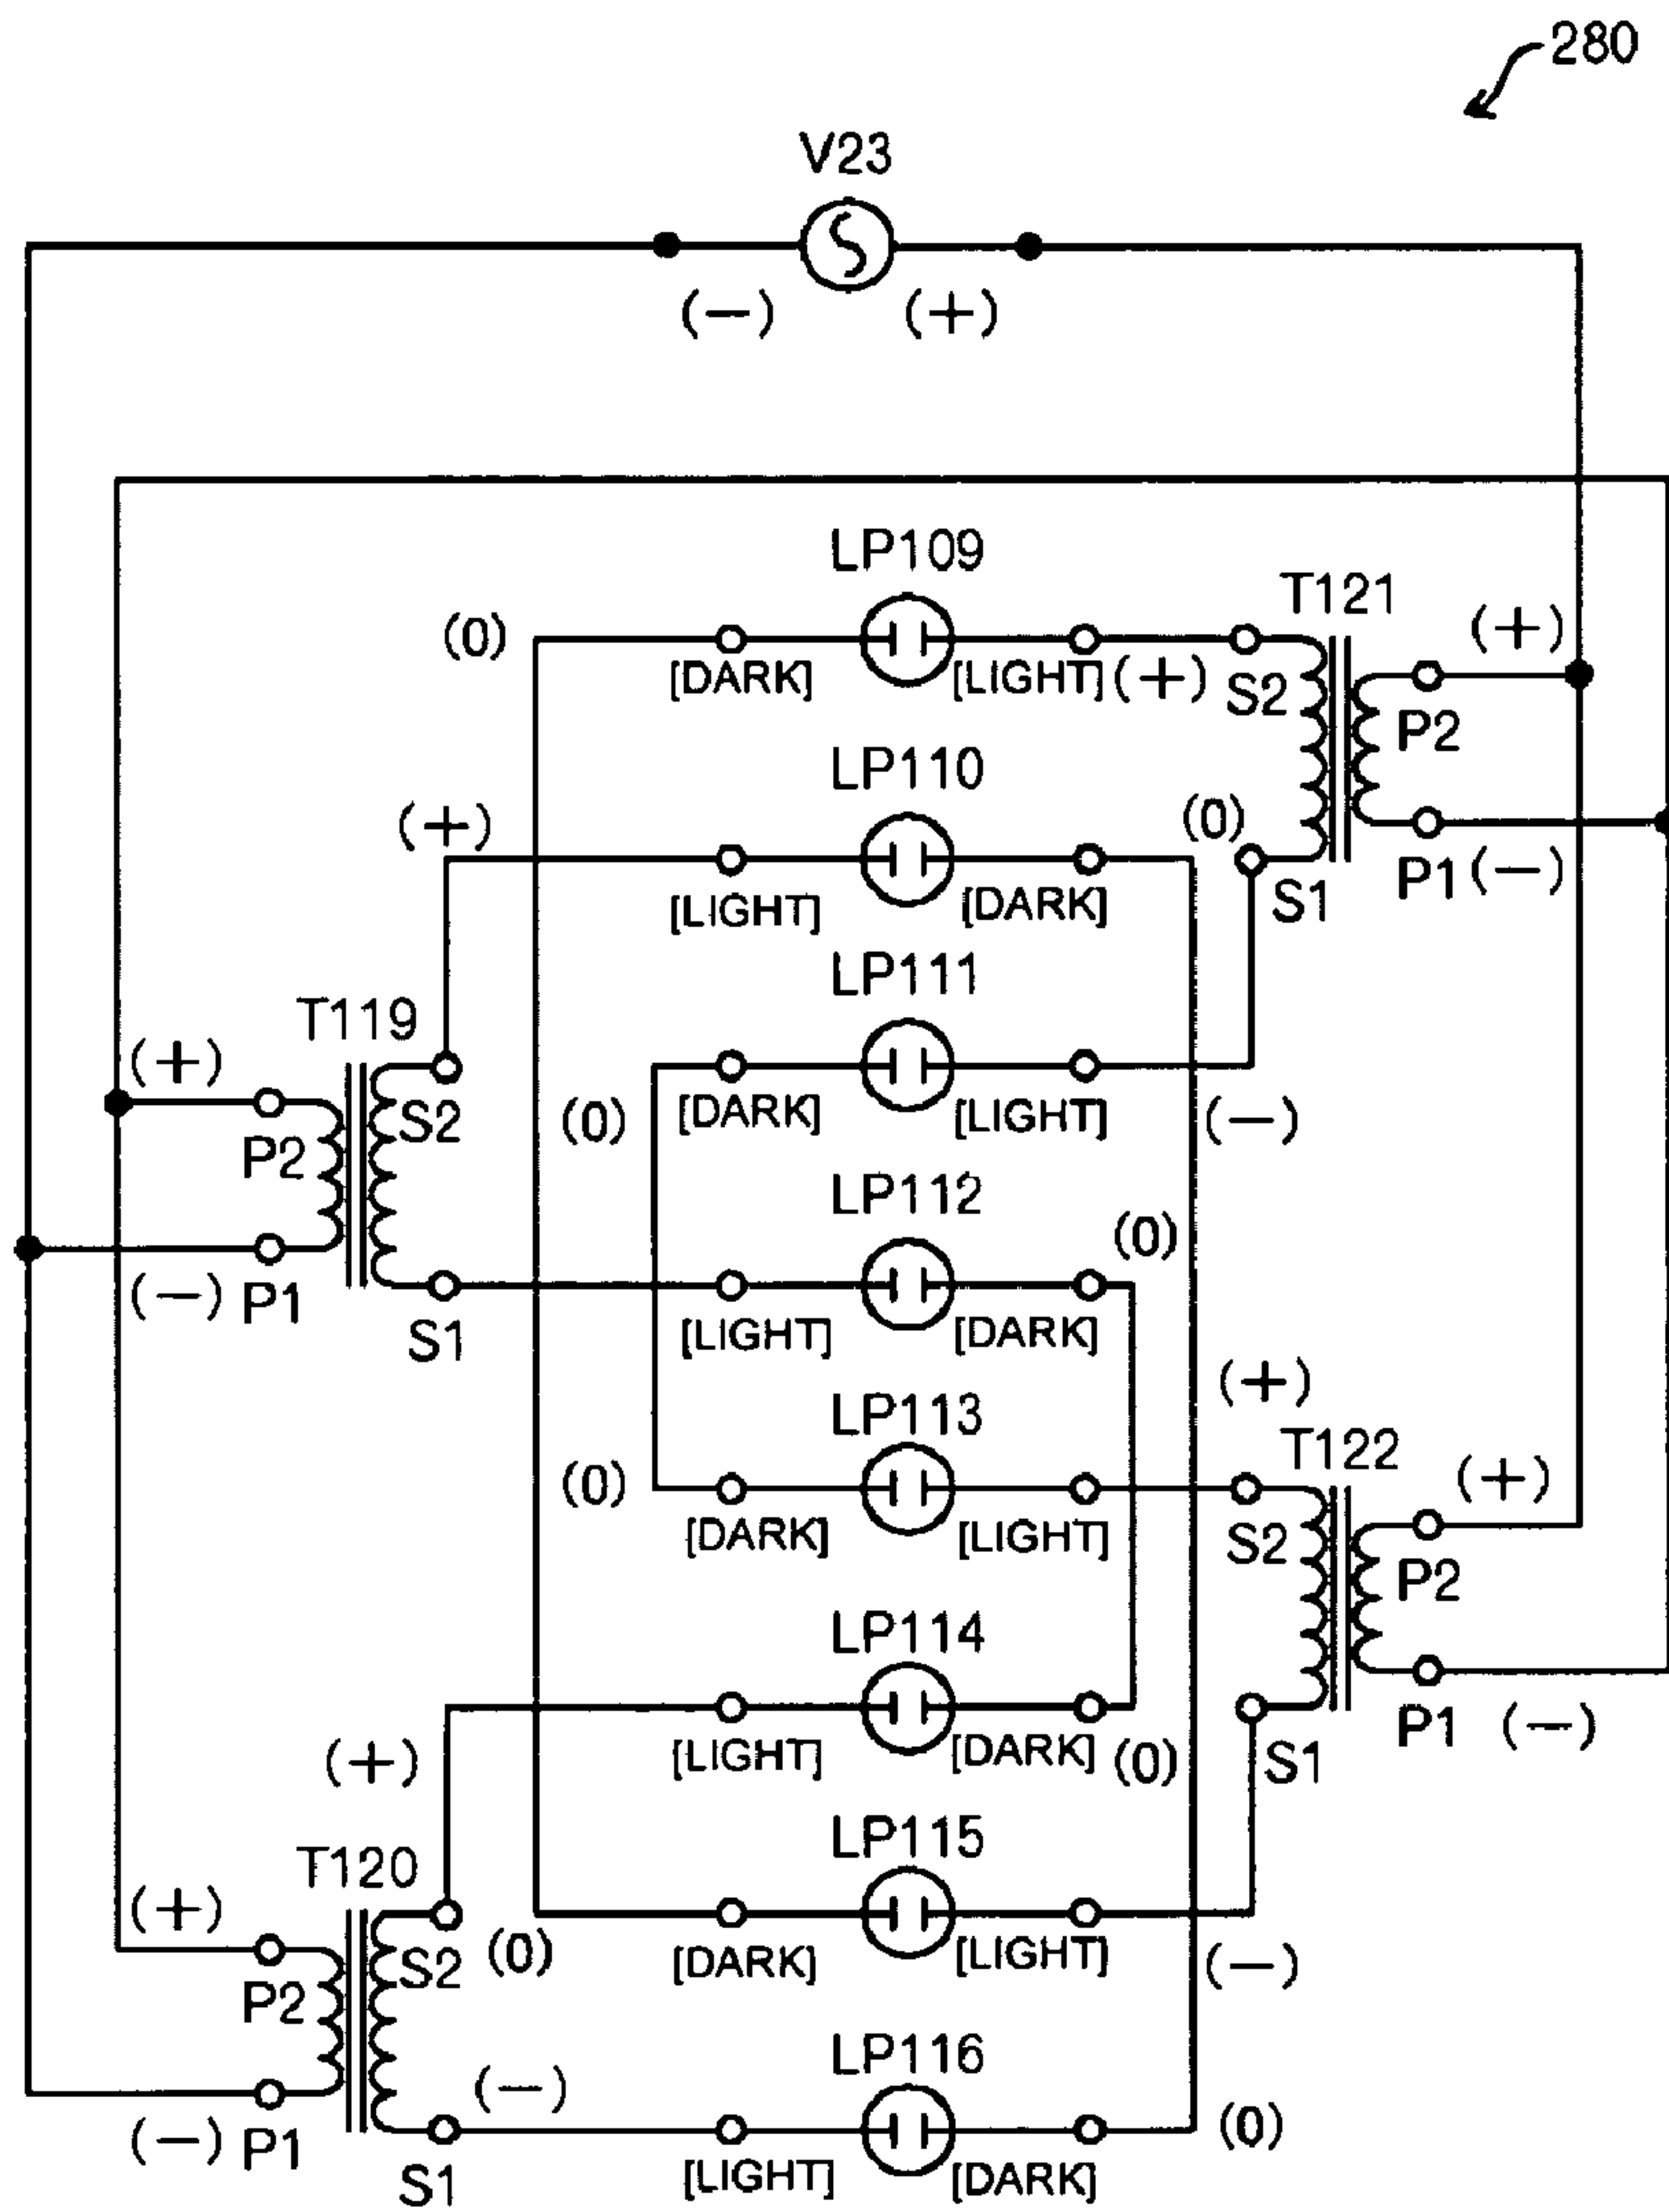 280
V23
(−) (+)
LP109
T121
(0)
(+)
[DARK] [LIGHT] (+) S2
P2
LP110
(+)
(0)
P1 (−)
[LIGHT] [DARK]
S1
LP111
T119
(+)
S2
(0)
[DARK] [LIGHT]
(−)
P2
LP112
(0)
(−) P1
S1
[LIGHT] [DARK]
(+)
LP113
T122
(0)
(+)
[DARK] [LIGHT]
S2
P2
LP114
P1 (−)
(+)
[LIGHT] [DARK] (0)
S1
LP115
T120
(+)
S2
(0)
[DARK] [LIGHT]
(−)
P2
LP116
(−)
(0)
(−) P1
S1
[LIGHT] [DARK]